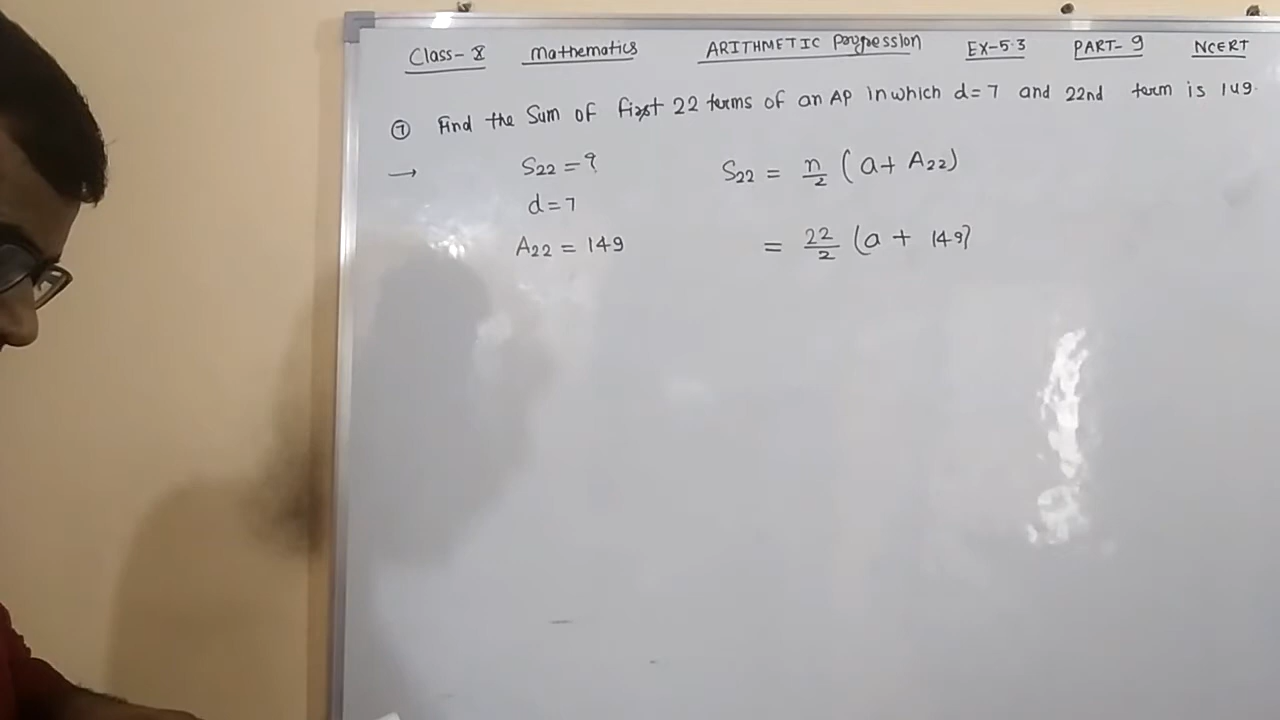 Class-X Mathematics ARITHMETIC Progression EX-5.3 PART-9 NCERT
⑦ Find the Sum of first 22 terms of an AP in which d=7 and 22nd term is 149.
→ S₂₂ = ? S₂₂ = n/2 (a + A₂₂)
d = 7
A₂₂ = 149 = 22/2 (a + 149)